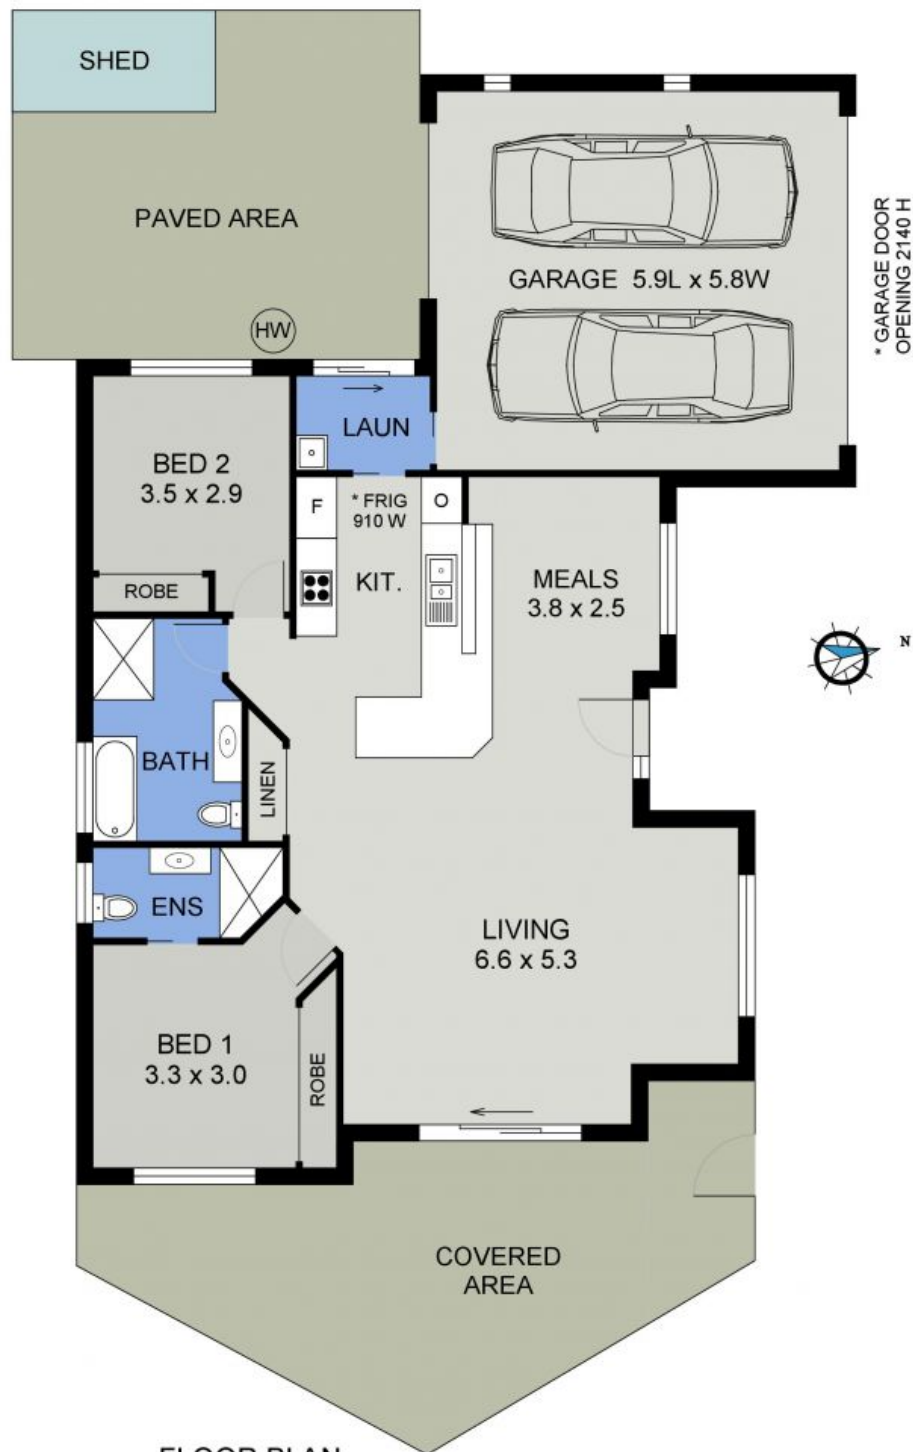 SHED
PAVED AREA
HW
GARAGE 5.9L x 5.8W
* GARAGE DOOR
OPENING 2140 H
LAUN
BED 2
3.5 x 2.9
ROBE
F
* FRIG
910 W
O
KIT.
MEALS
3.8 x 2.5
N
BATH
LINEN
ENS
LIVING
6.6 x 5.3
BED 1
3.3 x 3.0
ROBE
COVERED
AREA
FLOOR PLAN